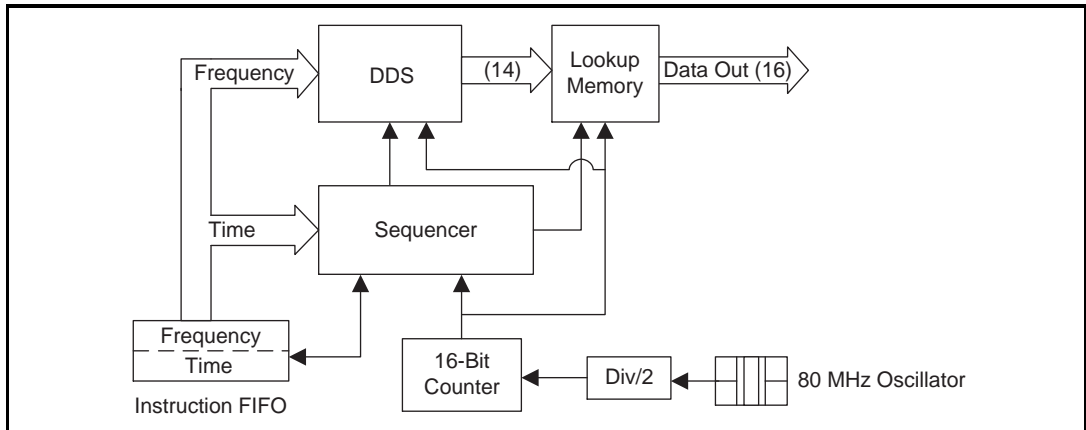 Frequency
DDS
(14)
Lookup
Memory
Data Out (16)
Time
Sequencer
Frequency
Time
Instruction FIFO
16-Bit
Counter
Div/2
80 MHz Oscillator